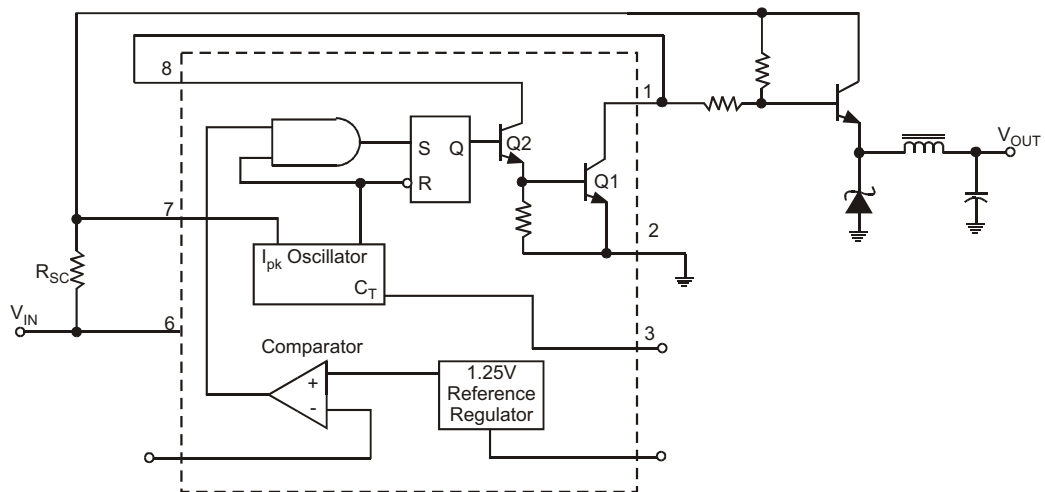 8
1
S
Q
Q2
R
Q1
7
2
I_pk Oscillator
R_SC
C_T
V_OUT
V_IN
6
3
Comparator
+
-
1.25V
Reference
Regulator